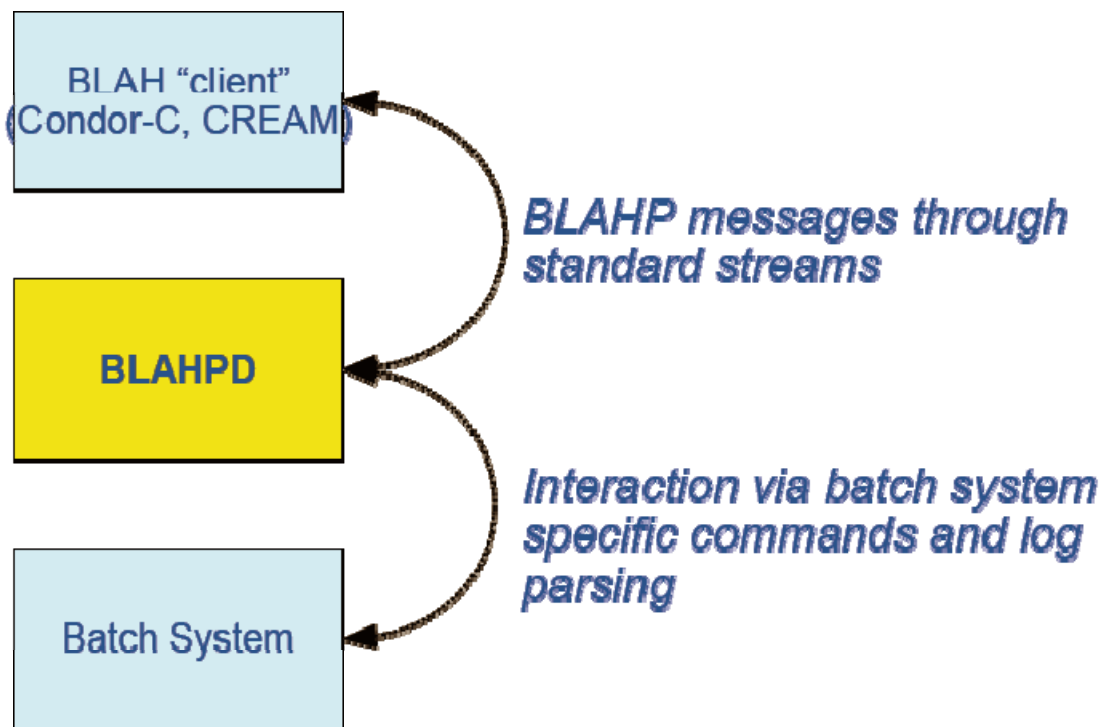 BLAH “client”
(Condor-C, CREAM)
BLAHP messages through
standard streams
BLAHPD
Interaction via batch system
specific commands and log
parsing
Batch System